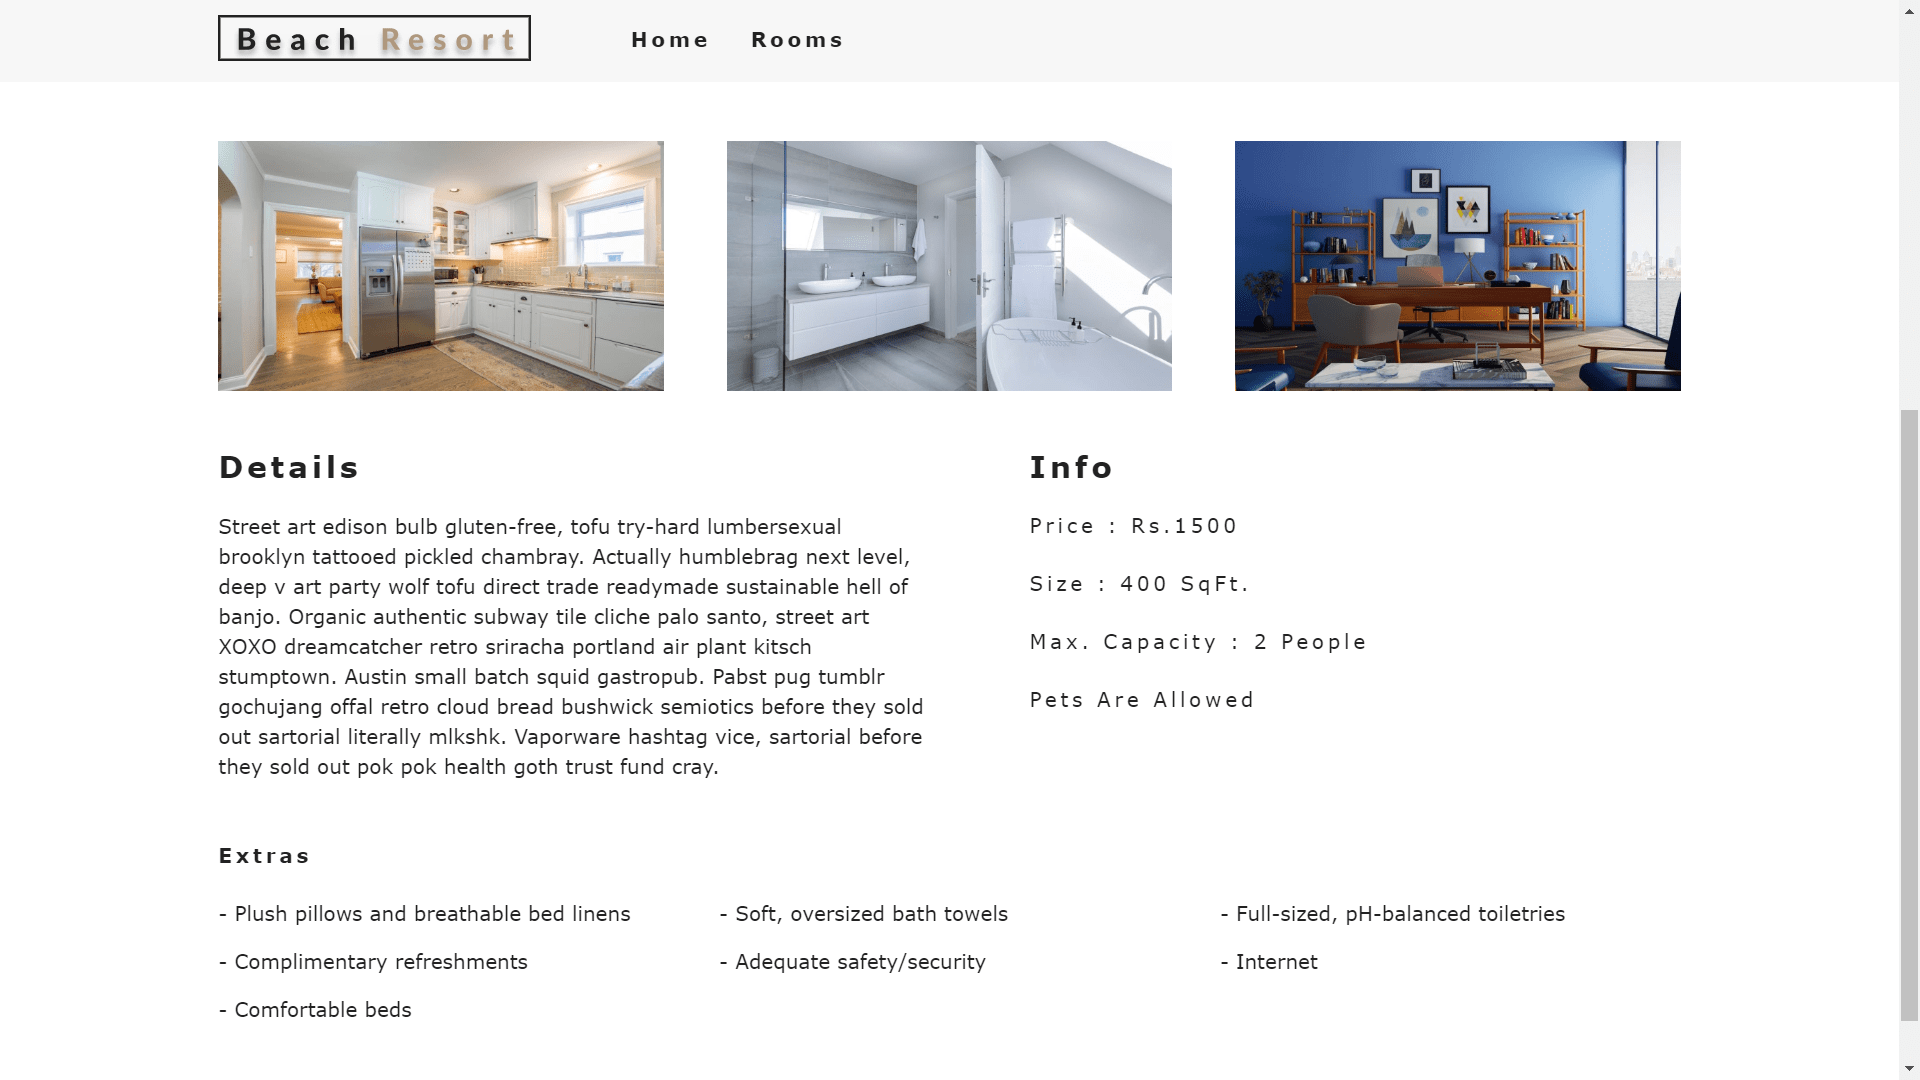 Beach Resort
Home
Rooms
Details
Street art edison bulb gluten-free, tofu try-hard lumbersexual
brooklyn tattooed pickled chambray. Actually humblebrag next level,
deep v art party wolf tofu direct trade readymade sustainable hell of
banjo. Organic authentic subway tile cliche palo santo, street art
XOXO dreamcatcher retro sriracha portland air plant kitsch
stumptown. Austin small batch squid gastropub. Pabst pug tumblr
gochujang offal retro cloud bread bushwick semiotics before they sold
out sartorial literally mlkshk. Vaporware hashtag vice, sartorial before
they sold out pok pok health goth trust fund cray.
Info
Price : Rs.1500
Size : 400 SqFt.
Max. Capacity : 2 People
Pets Are Allowed
Extras
- Plush pillows and breathable bed linens
- Soft, oversized bath towels
- Full-sized, pH-balanced toiletries
- Complimentary refreshments
- Adequate safety/security
- Internet
- Comfortable beds